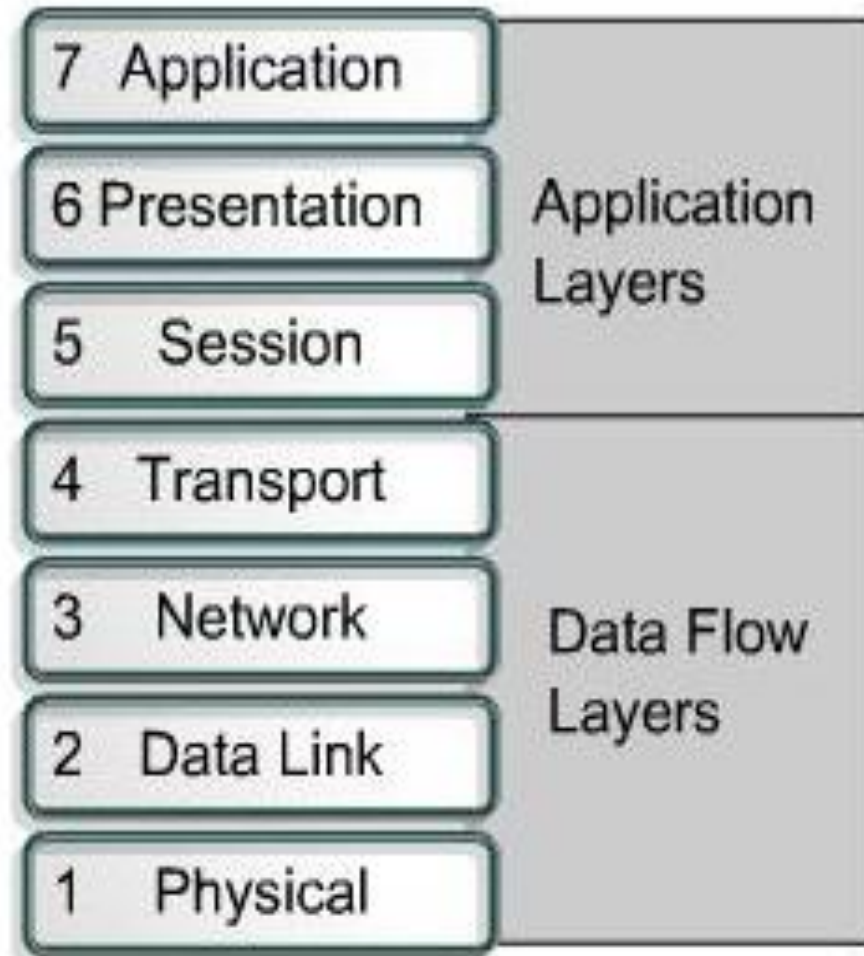 7 Application
6 Presentation
5 Session
4 Transport
3 Network
2 Data Link
1 Physical
Application
Layers
Data Flow
Layers